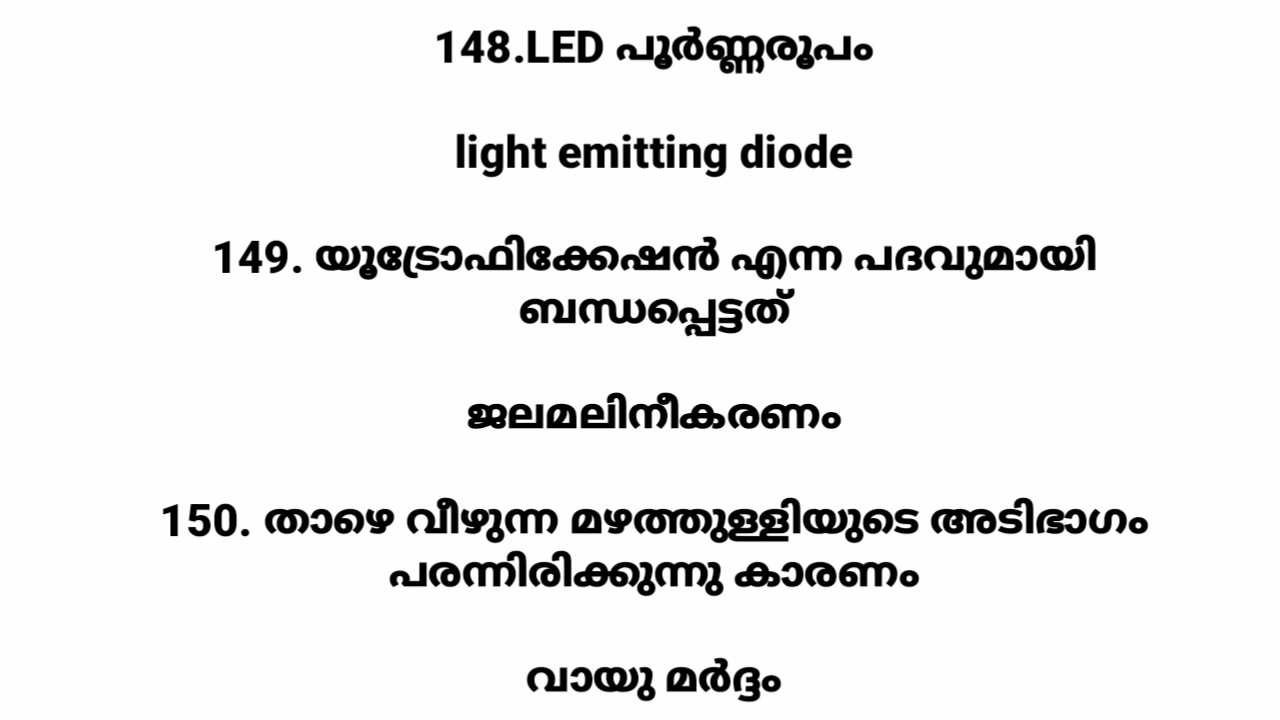 148.LED പൂർണ്ണരൂപം
light emitting diode
149. യൂട്രോഫിക്കേഷൻ എന്ന പദവുമായി
ബന്ധപ്പെട്ടത്
ജലമലിനീകരണം
150. താഴെ വീഴുന്ന മഴത്തുള്ളിയുടെ അടിഭാഗം
പരന്നിരിക്കുന്നു കാരണം
വായു മർദ്ദം